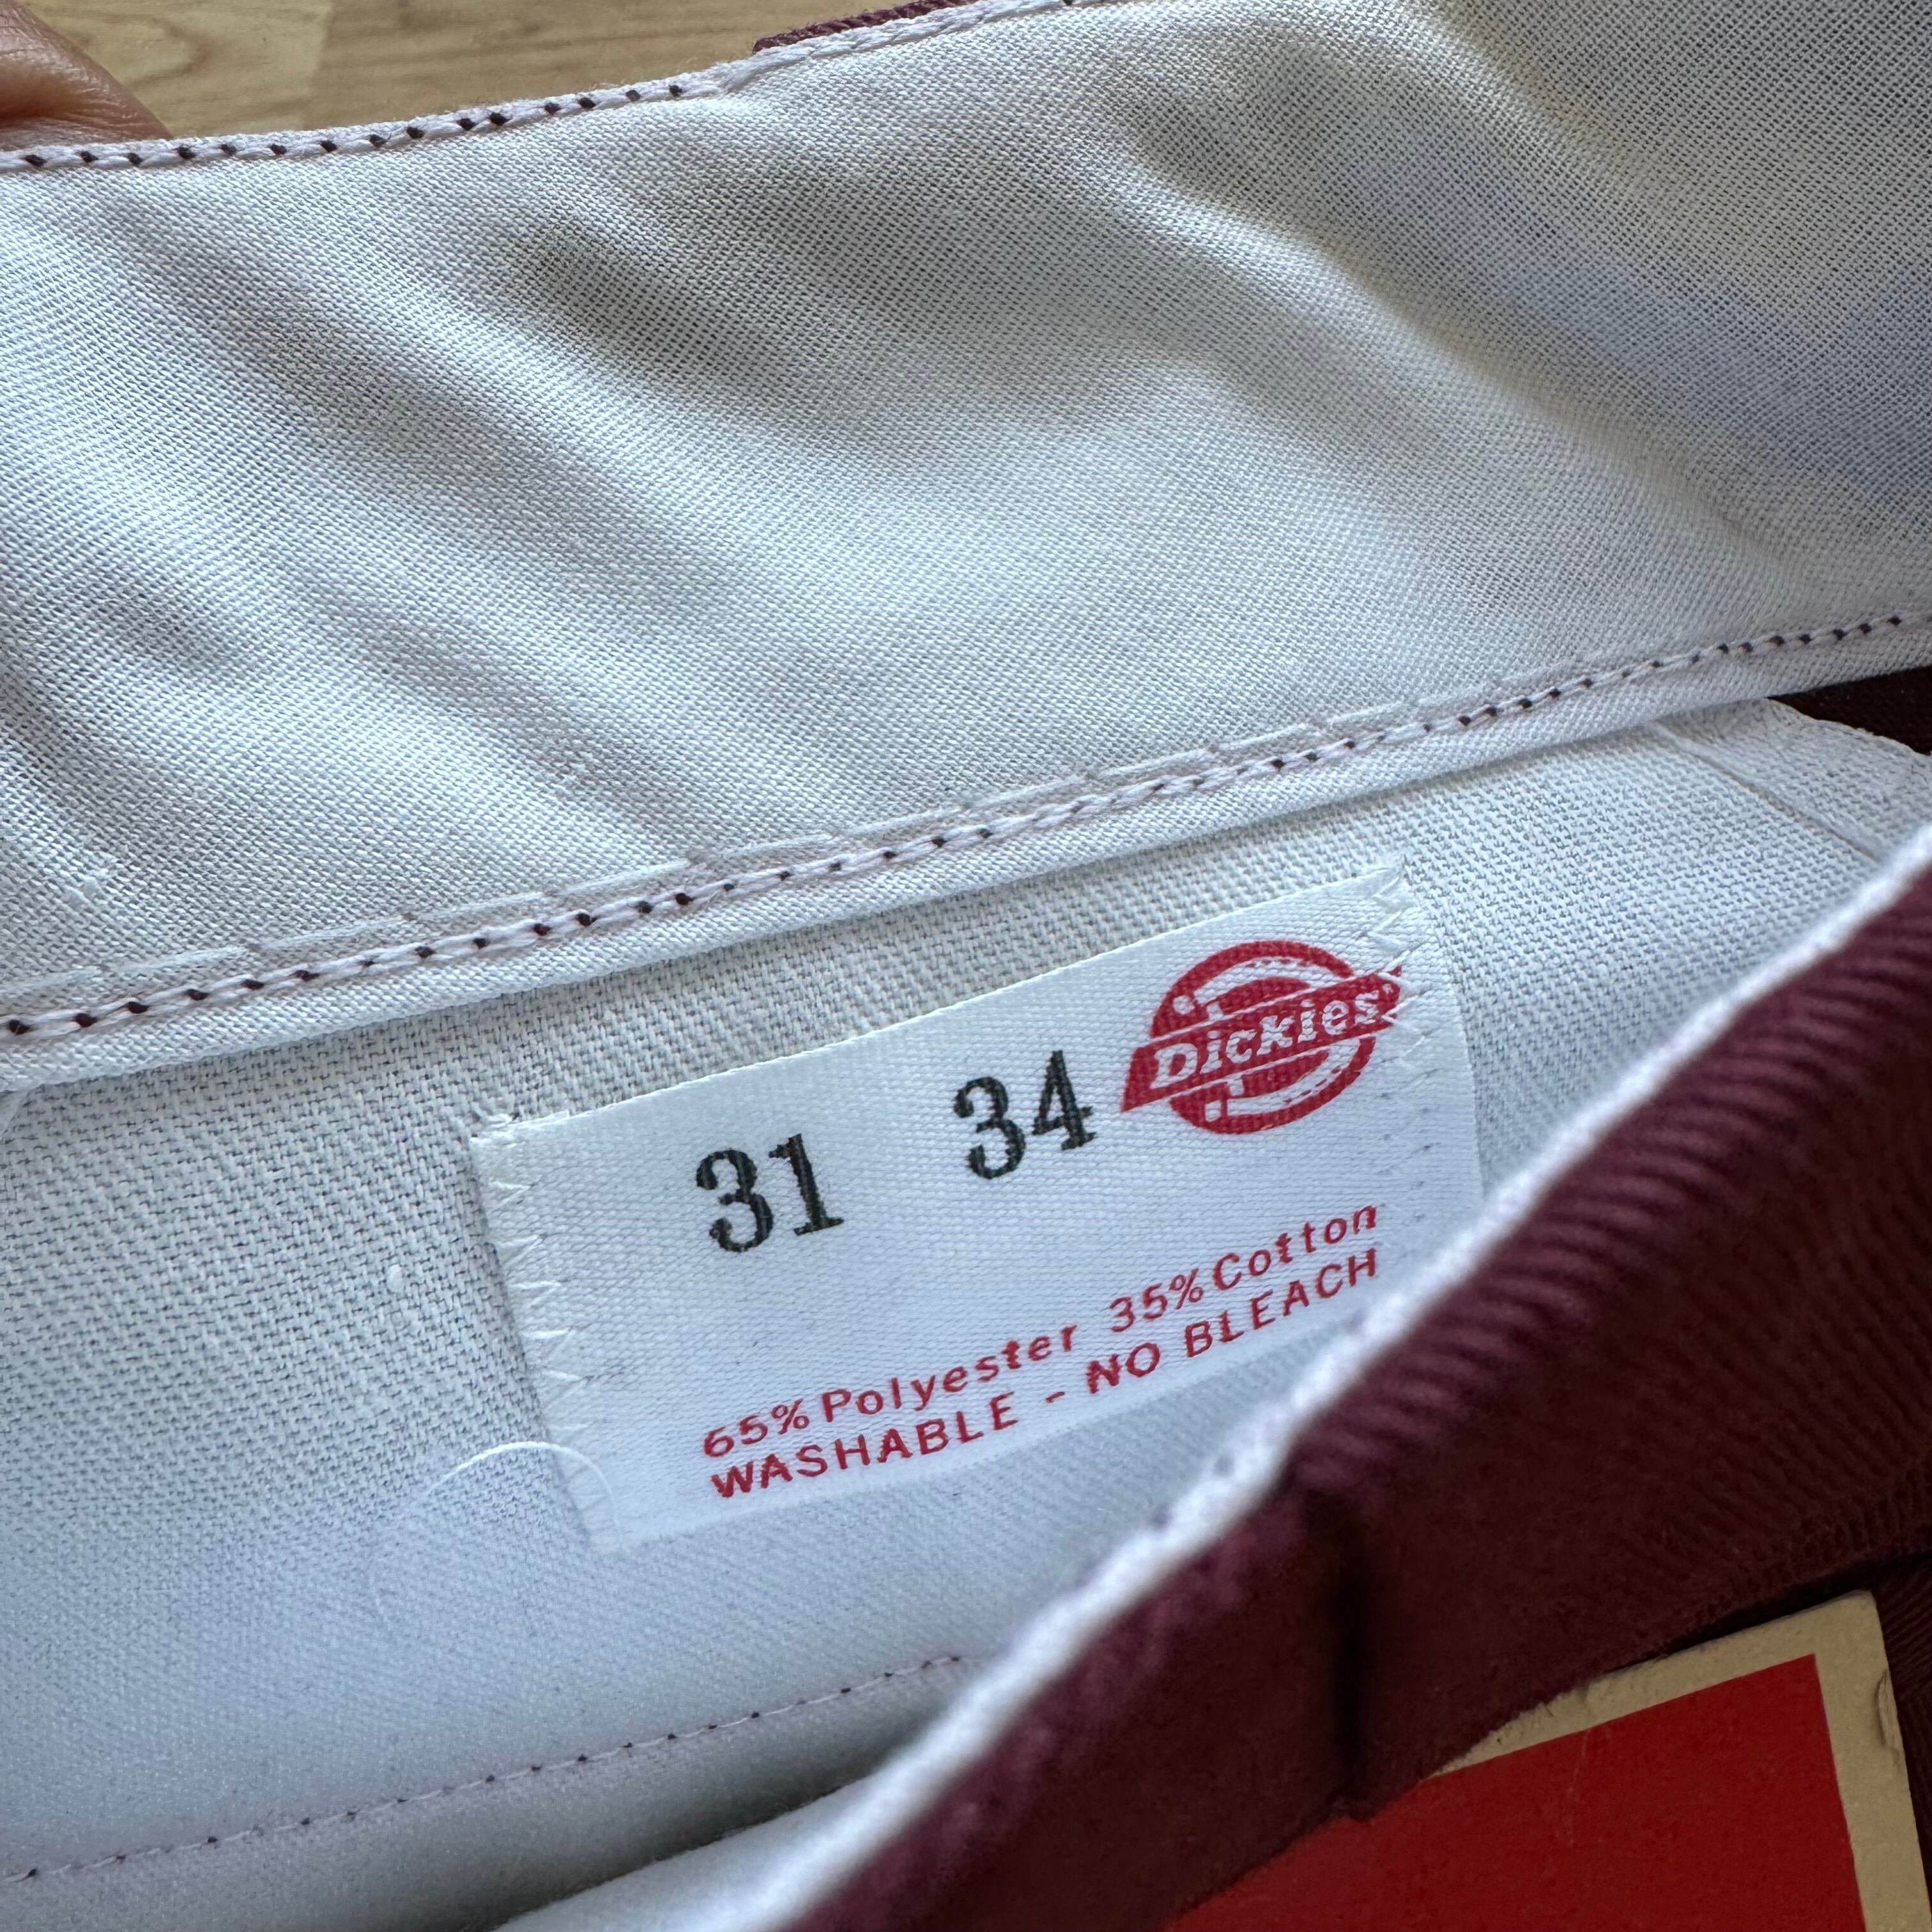 31 34 Dickies
65% Polyester 35% Cotton
WASHABLE - NO BLEACH